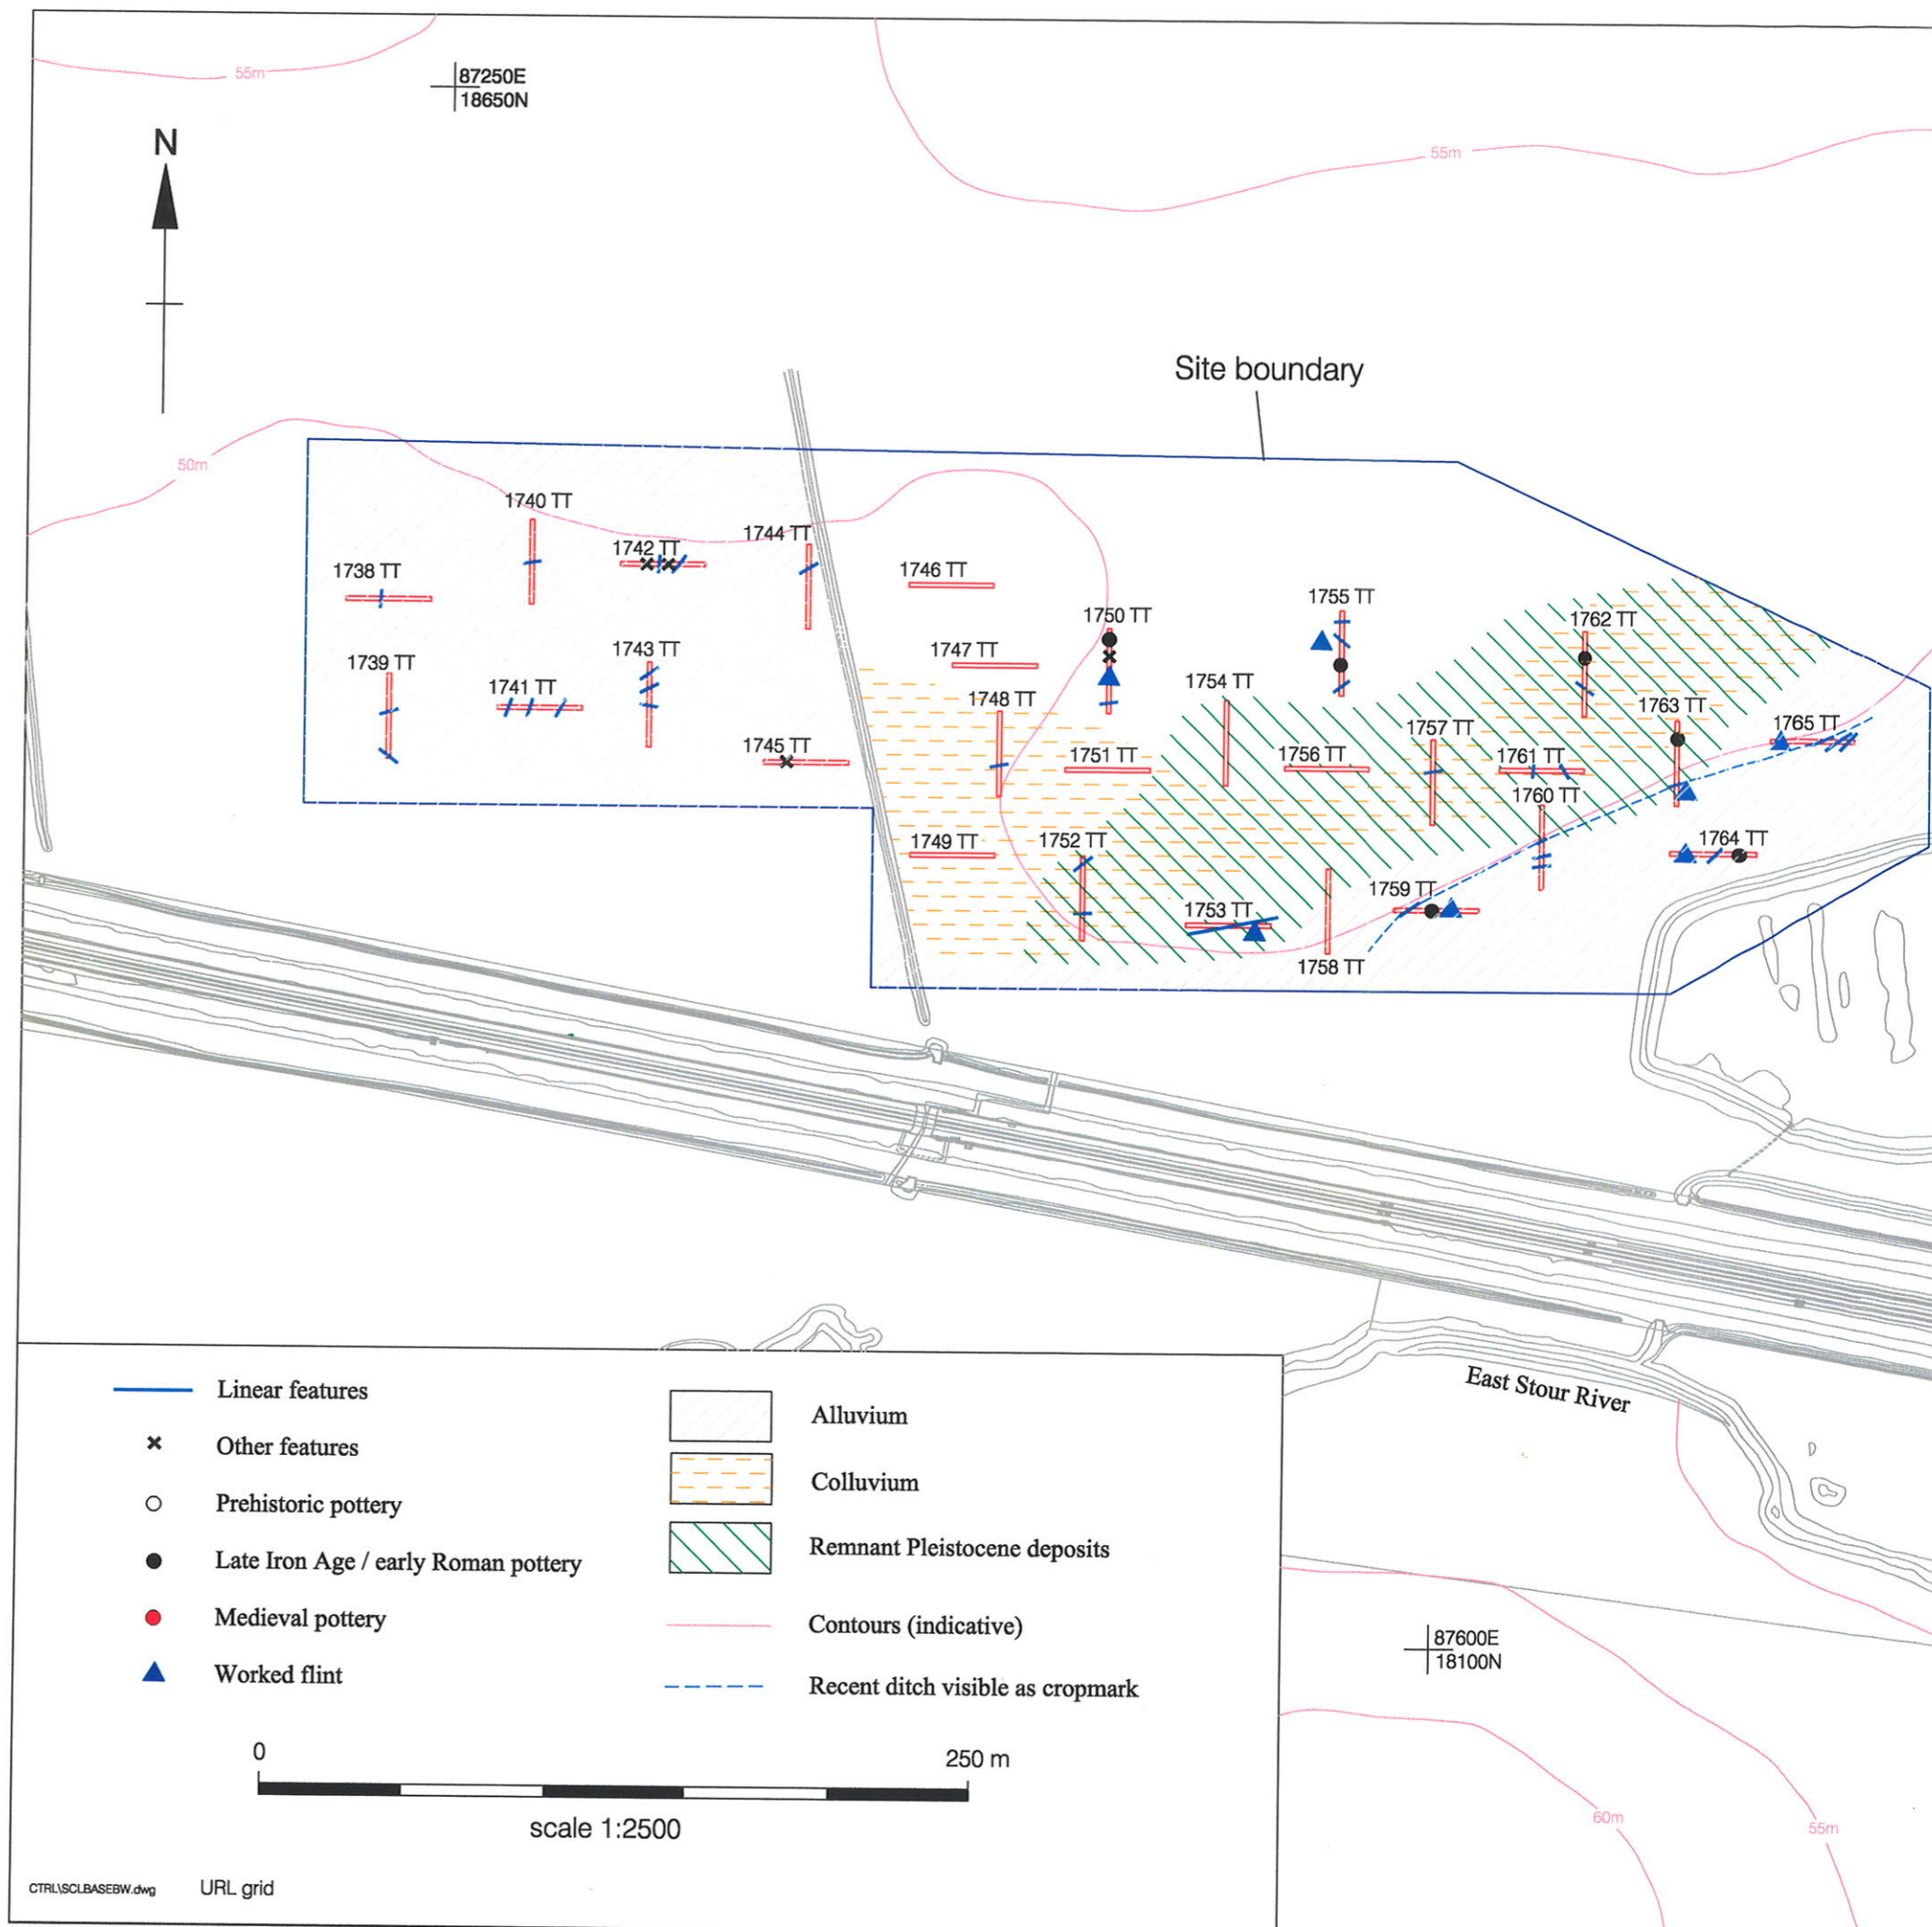 55m
87250E
18650N
N
55m
Site boundary
50m
1740 TT
1742 TT
1744 TT
1738 TT
1746 TT
1755 TT
1750 TT
1762 TT
1739 TT
1743 TT
1747 TT
1741 TT
1748 TT
1754 TT
1763 TT
1745 TT
1751 TT
1756 TT
1757 TT
1761 TT
1765 TT
1760 TT
1749 TT
1752 TT
1764 TT
1753 TT
1759 TT
1758 TT
East Stour River
Linear features
Other features
Prehistoric pottery
Late Iron Age / early Roman pottery
Medieval pottery
Worked flint
Alluvium
Colluvium
Remnant Pleistocene deposits
Contours (indicative)
Recent ditch visible as cropmark
0
250 m
scale 1:2500
CTRL\SCLBASEBW.dwg
URL grid
87600E
18100N
60m
55m